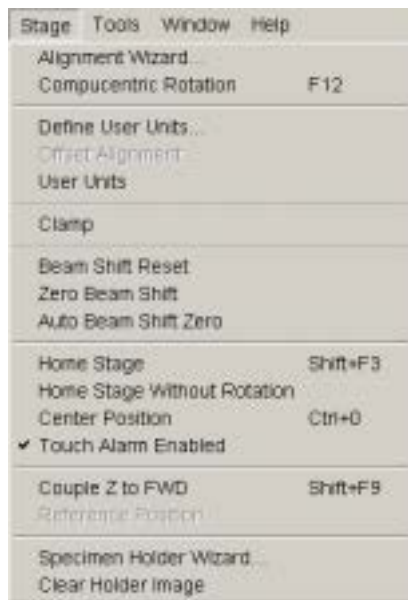 Stage Tools Window Help
Alignment Wizard...
Compucentric Rotation F12
Define User Units...
Offset Alignment
User Units
Clamp
Beam Shift Reset
Zero Beam Shift
Auto Beam Shift Zero
Home Stage Shift+F3
Home Stage Without Rotation
Center Position Ctrl+0
✔ Touch Alarm Enabled
Couple Z to FWD Shift+F9
Reference Position
Specimen Holder Wizard...
Clear Holder Image